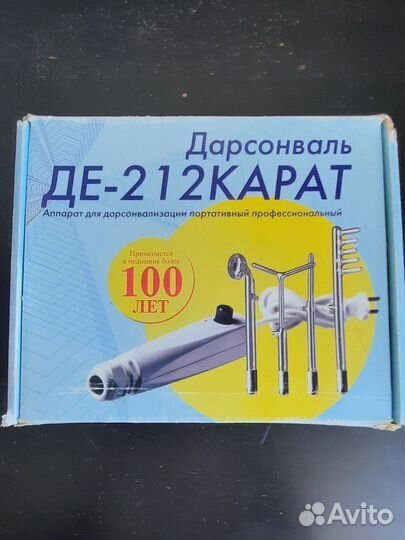 Дарсонваль
ДЕ-212КАРАТ
Аппарат для дарсонвализации портативный профессиональный
Применяется
в медицине более
100
ЛЕТ
Avito